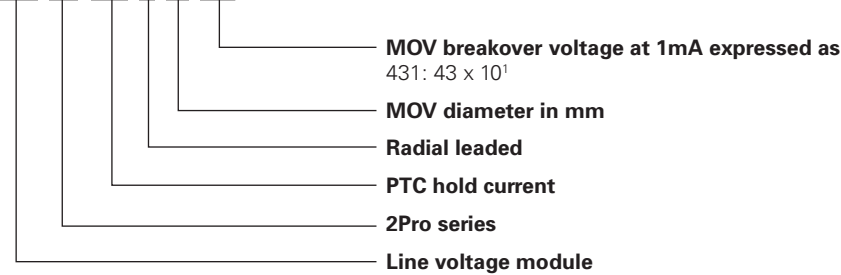 MOV breakover voltage at 1mA expressed as
431: 43 x 10¹
MOV diameter in mm
Radial leaded
PTC hold current
2Pro series
Line voltage module